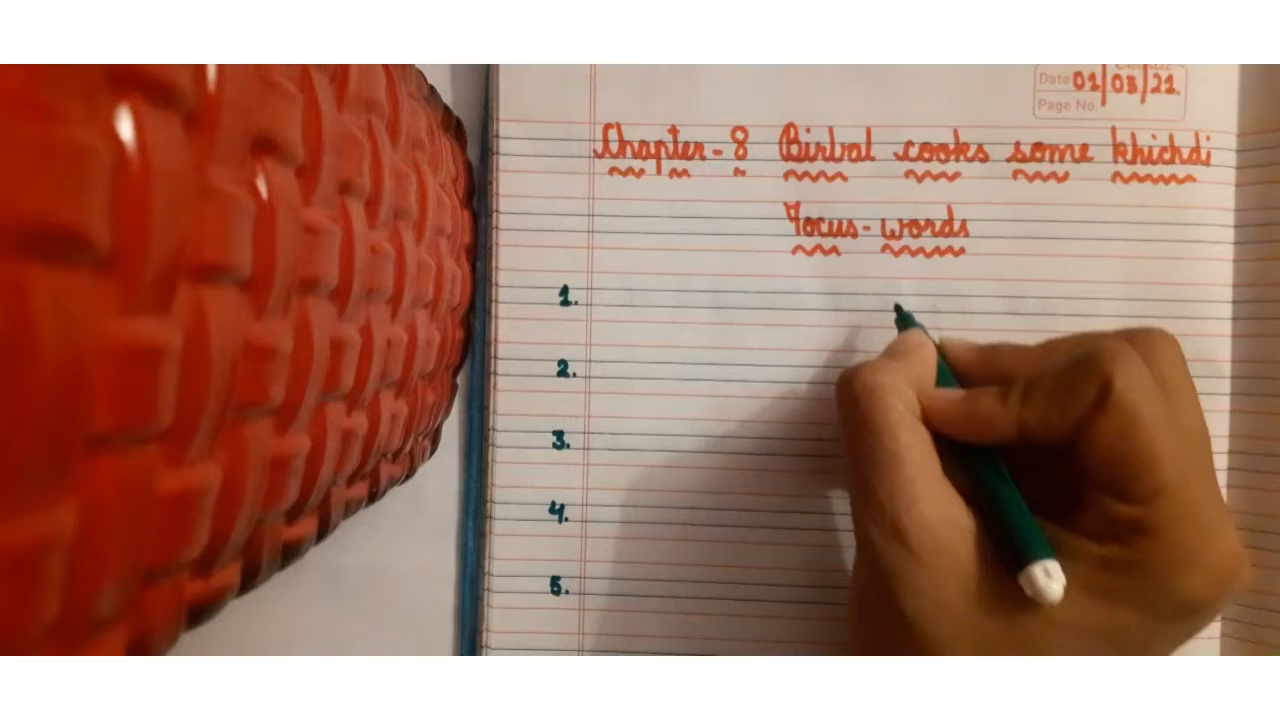 Date 01/03/21.
Page No.
Chapter - 8 Birbal cooks some khichdi
Focus - words
1.
2.
3.
4.
5.